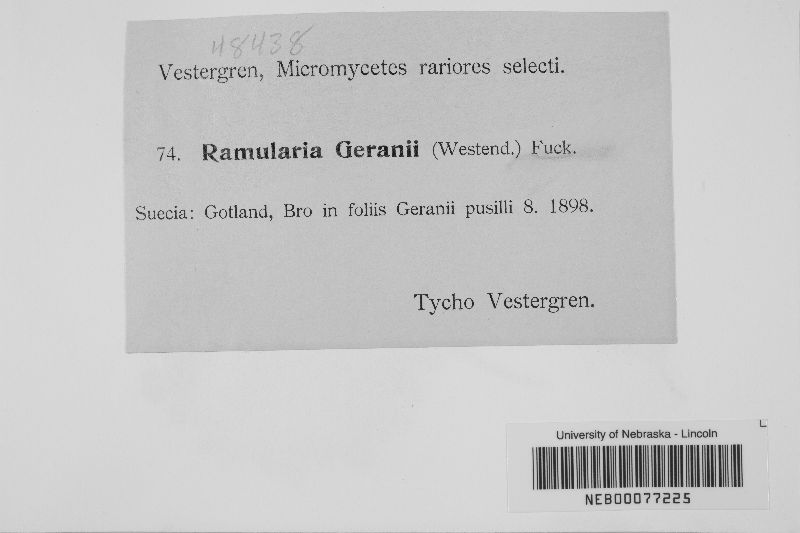 48438
Vestergren, Micromycetes rariores selecti.
74. Ramularia Geranii (Westend.) Fuck.
Suecia: Gotland, Bro in foliis Geranii pusilli 8. 1898.
Tycho Vestergren.
University of Nebraska - Lincoln
NEB00077225